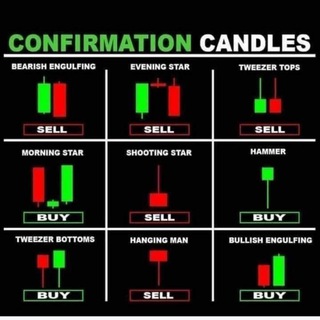 CONFIRMATION CANDLES
BEARISH ENGULFING
SELL
EVENING STAR
SELL
TWEEZER TOPS
SELL
MORNING STAR
BUY
SHOOTING STAR
SELL
HAMMER
BUY
TWEEZER BOTTOMS
BUY
HANGING MAN
SELL
BULLISH ENGULFING
BUY